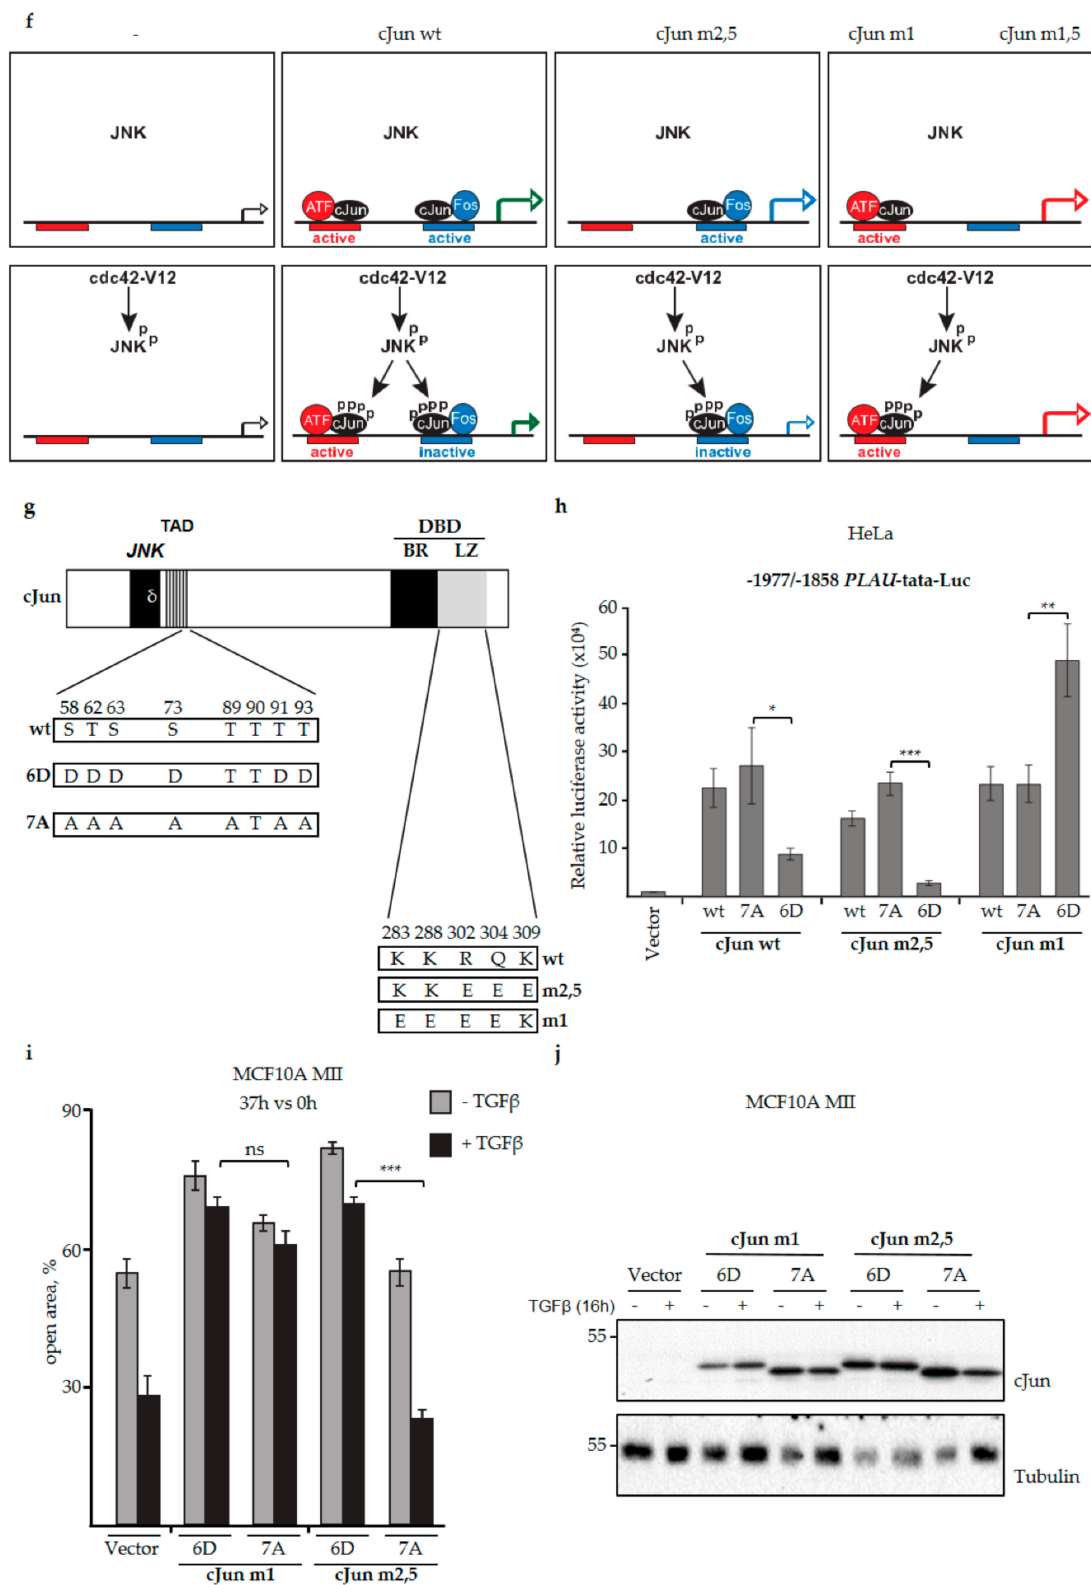 f
- cJun wt cJun m2,5 cJun m1 cJun m1,5
JNK JNK JNK JNK
ATF cJun cJun Fos cJun Fos ATF cJun
active active active active
cdc42-V12 cdc42-V12 cdc42-V12 cdc42-V12
JNK p p JNK p p JNK p p JNK p p
pppp pppp pppp pppp
ATF cJun cJun Fos cJun Fos ATF cJun
active inactive inactive active
g
TAD DBD
JNK BR LZ
cJun δ
58 62 63 73 89 90 91 93
wt S T S S T T T T
6D D D D D T T D D
7A A A A A A T A A
283 288 302 304 309
K K R Q K wt
K K E E E m2,5
E E E E K m1
h
HeLa
-1977/-1858 PLAU-tata-Luc
Relative luciferase activity (x10⁴)
60
50
40
30
20
10
* *** **
Vector wt 7A 6D wt 7A 6D wt 7A 6D
cJun wt cJun m2,5 cJun m1
i
MCF10A MII
37h vs 0h
- TGFβ
+ TGFβ
open area, %
90
60
30
ns ***
Vector 6D 7A 6D 7A
cJun m1 cJun m2,5
j
MCF10A MII
cJun m1 cJun m2,5
Vector 6D 7A 6D 7A
TGFβ (16h) - + - + - + - + - +
55 cJun
55 Tubulin